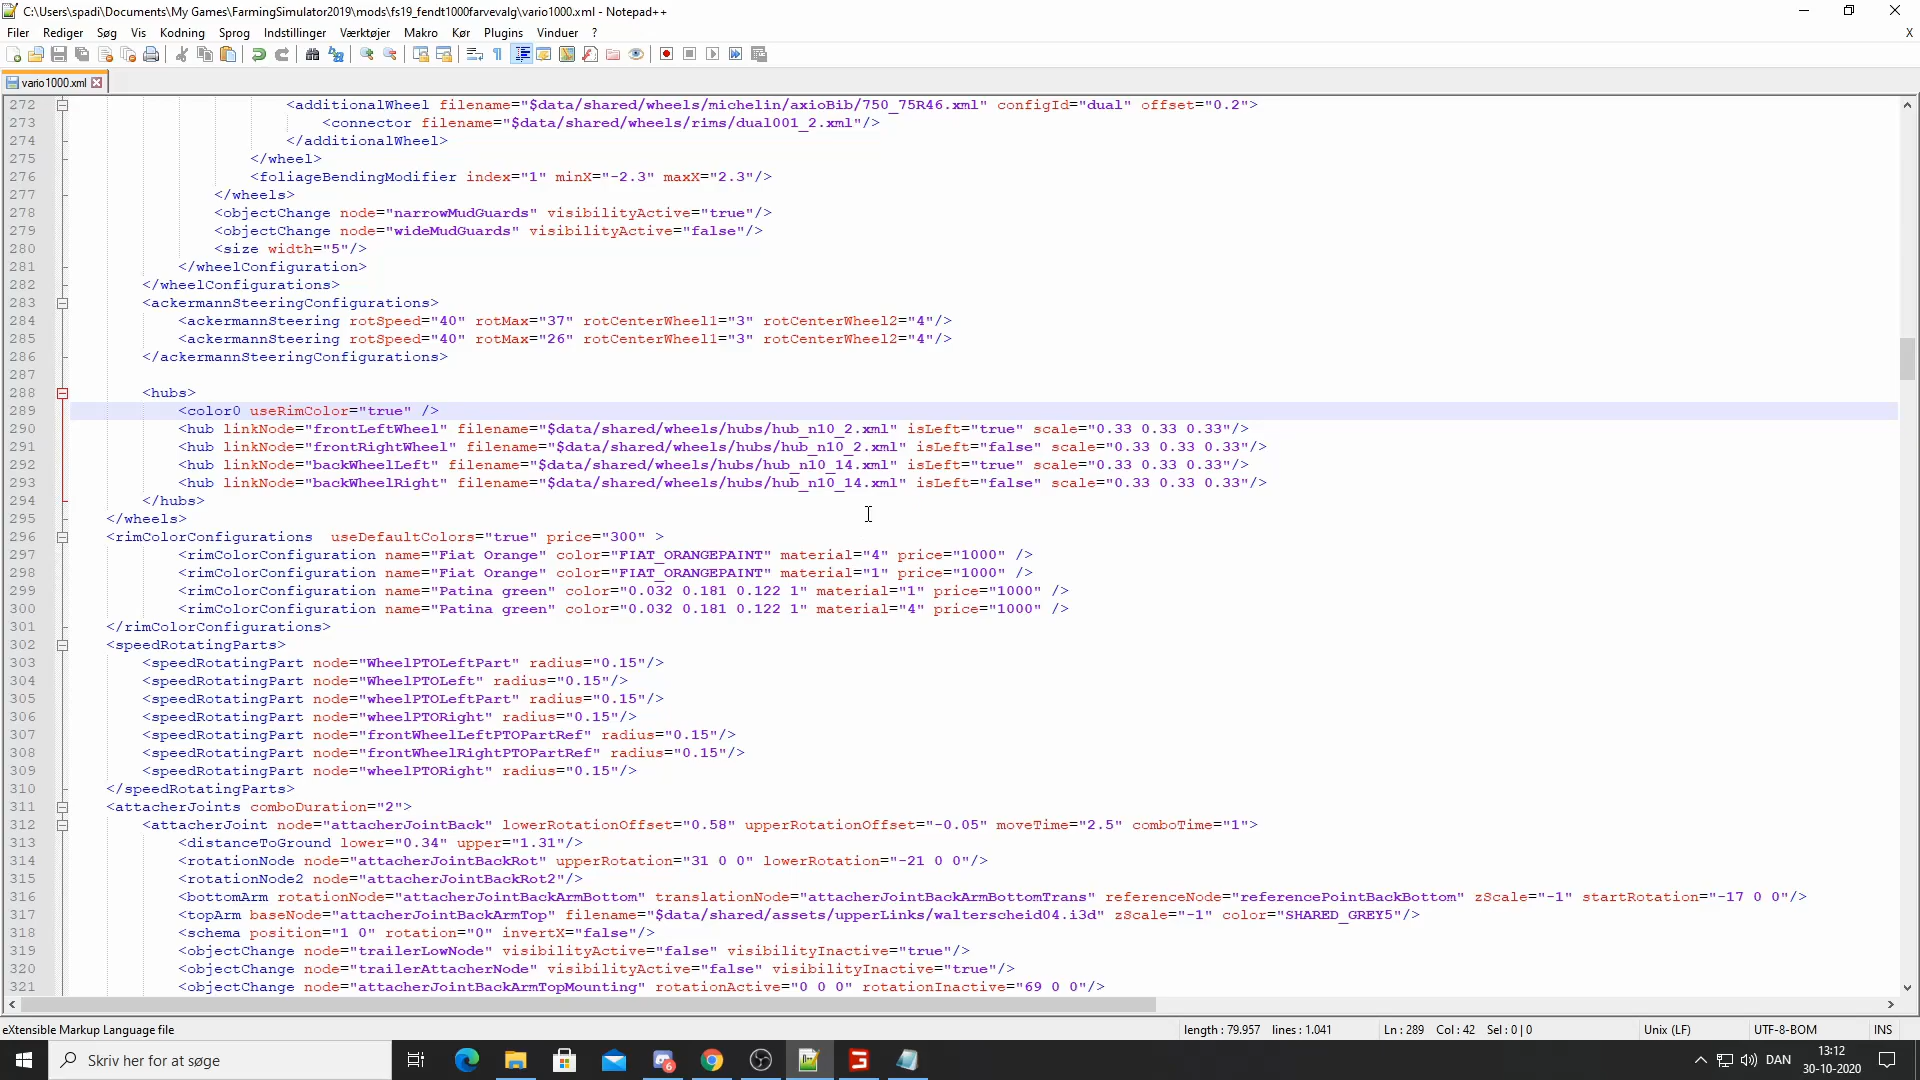 C:\Users\spadi\Documents\My Games\FarmingSimulator2019\mods\fs19_fendt1000farvevalg\vario1000.xml - Notepad++
Filer Rediger Søg Vis Kodning Sprog Indstillinger Værktøjer Makro Kør Plugins Vinduer ? X
vario1000.xml
272 <additionalWheel filename="$data/shared/wheels/michelin/axioBib/750_75R46.xml" configId="dual" offset="0.2">
273 <connector filename="$data/shared/wheels/rims/dual001_2.xml"/>
274 </additionalWheel>
275 </wheel>
276 <foliageBendingModifier index="1" minX="-2.3" maxX="2.3"/>
277 </wheels>
278 <objectChange node="narrowMudGuards" visibilityActive="true"/>
279 <objectChange node="wideMudGuards" visibilityActive="false"/>
280 <size width="5"/>
281 </wheelConfiguration>
282 </wheelConfigurations>
283 <ackermannSteeringConfigurations>
284 <ackermannSteering rotSpeed="40" rotMax="37" rotCenterWheel1="3" rotCenterWheel2="4"/>
285 <ackermannSteering rotSpeed="40" rotMax="26" rotCenterWheel1="3" rotCenterWheel2="4"/>
286 </ackermannSteeringConfigurations>
287
288 <hubs>
289 <color0 useRimColor="true" />
290 <hub linkNode="frontLeftWheel" filename="$data/shared/wheels/hubs/hub_n10_2.xml" isLeft="true" scale="0.33 0.33 0.33"/>
291 <hub linkNode="frontRightWheel" filename="$data/shared/wheels/hubs/hub_n10_2.xml" isLeft="false" scale="0.33 0.33 0.33"/>
292 <hub linkNode="backWheelLeft" filename="$data/shared/wheels/hubs/hub_n10_14.xml" isLeft="true" scale="0.33 0.33 0.33"/>
293 <hub linkNode="backWheelRight" filename="$data/shared/wheels/hubs/hub_n10_14.xml" isLeft="false" scale="0.33 0.33 0.33"/>
294 </hubs>
295 </wheels>
296 <rimColorConfigurations  useDefaultColors="true" price="300" >
297 <rimColorConfiguration name="Fiat Orange" color="FIAT_ORANGEPAINT" material="4" price="1000" />
298 <rimColorConfiguration name="Fiat Orange" color="FIAT_ORANGEPAINT" material="1" price="1000" />
299 <rimColorConfiguration name="Patina green" color="0.032 0.181 0.122 1" material="1" price="1000" />
300 <rimColorConfiguration name="Patina green" color="0.032 0.181 0.122 1" material="4" price="1000" />
301 </rimColorConfigurations>
302 <speedRotatingParts>
303 <speedRotatingPart node="WheelPTOLeftPart" radius="0.15"/>
304 <speedRotatingPart node="WheelPTOLeft" radius="0.15"/>
305 <speedRotatingPart node="wheelPTOLeftPart" radius="0.15"/>
306 <speedRotatingPart node="wheelPTORight" radius="0.15"/>
307 <speedRotatingPart node="frontWheelLeftPTOPartRef" radius="0.15"/>
308 <speedRotatingPart node="frontWheelRightPTOPartRef" radius="0.15"/>
309 <speedRotatingPart node="wheelPTORight" radius="0.15"/>
310 </speedRotatingParts>
311 <attacherJoints comboDuration="2">
312 <attacherJoint node="attacherJointBack" lowerRotationOffset="0.58" upperRotationOffset="-0.05" moveTime="2.5" comboTime="1">
313 <distanceToGround lower="0.34" upper="1.31"/>
314 <rotationNode node="attacherJointBackRot" upperRotation="31 0 0" lowerRotation="-21 0 0"/>
315 <rotationNode2 node="attacherJointBackRot2"/>
316 <bottomArm rotationNode="attacherJointBackArmBottom" translationNode="attacherJointBackArmBottomTrans" referenceNode="referencePointBackBottom" zScale="-1" startRotation="-17 0 0"/>
317 <topArm baseNode="attacherJointBackArmTop" filename="$data/shared/assets/upperLinks/walterscheid04.i3d" zScale="-1" color="SHARED_GREY5"/>
318 <schema position="1 0" rotation="0" invertX="false"/>
319 <objectChange node="trailerLowNode" visibilityActive="false" visibilityInactive="true"/>
320 <objectChange node="trailerAttacherNode" visibilityActive="false" visibilityInactive="true"/>
321 <objectChange node="attacherJointBackArmTopMounting" rotationActive="0 0 0" rotationInactive="69 0 0"/>
eXtensible Markup Language file length : 79.957 lines : 1.041 Ln : 289 Col : 42 Sel : 0 | 0 Unix (LF) UTF-8-BOM INS
Skriv her for at søge 6 DAN 13:12
30-10-2020